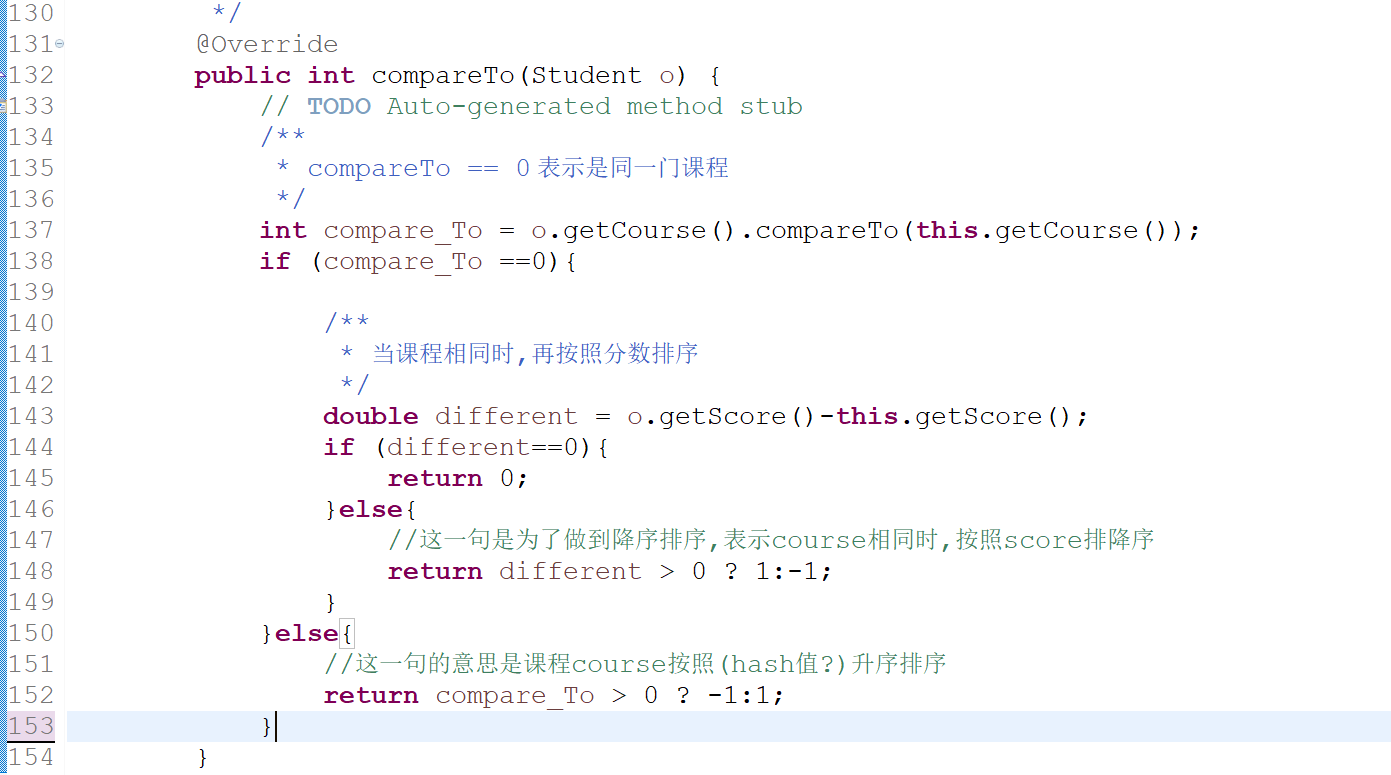 130 */
131 @Override
132 public int compareTo(Student o) {
133 // TODO Auto-generated method stub
134 /**
135 * compareTo == 0 表示是同一门课程
136 */
137 int compare_To = o.getCourse().compareTo(this.getCourse());
138 if (compare_To ==0){
139
140 /**
141 * 当课程相同时,再按照分数排序
142 */
143 double different = o.getScore()-this.getScore();
144 if (different==0){
145 return 0;
146 }else{
147 //这一句是为了做到降序排序,表示course相同时,按照score排降序
148 return different > 0 ? 1:-1;
149 }
150 }else{
151 //这一句的意思是课程course按照(hash值?)升序排序
152 return compare_To > 0 ? -1:1;
153 }
154 }